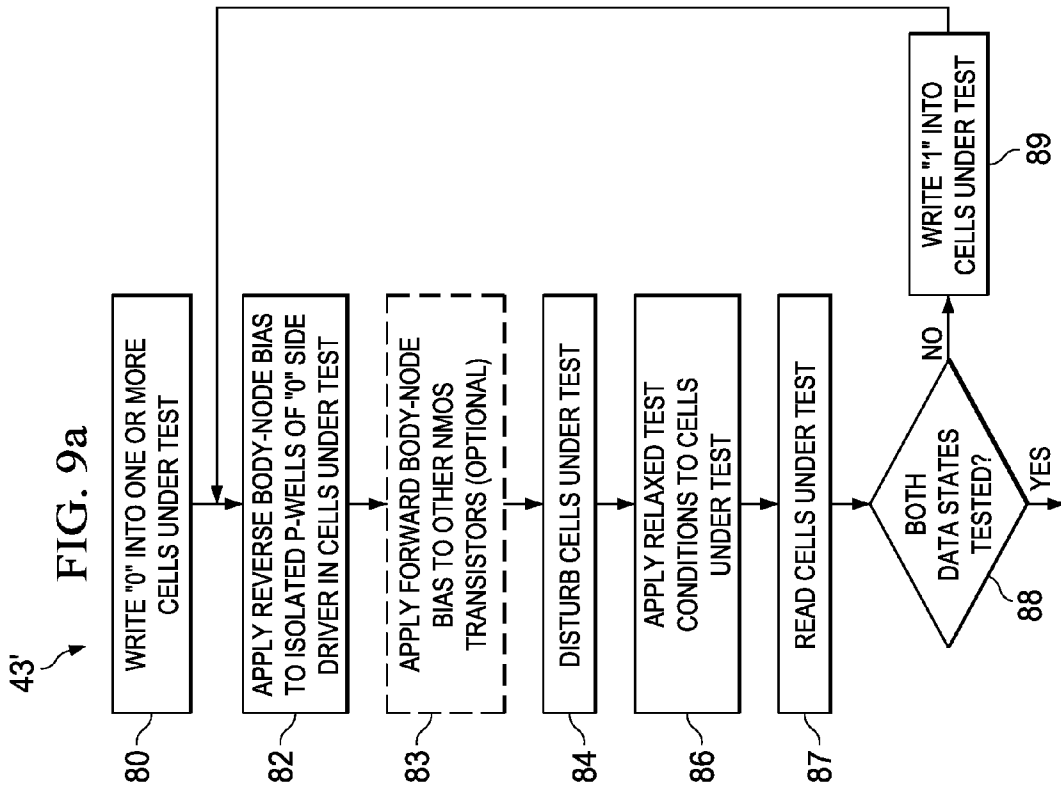 43'
FIG. 9a
WRITE "0" INTO ONE OR MORE
CELLS UNDER TEST
80
APPLY REVERSE BODY-NODE BIAS
TO ISOLATED P-WELLS OF "0" SIDE
DRIVER IN CELLS UNDER TEST
82
APPLY FORWARD BODY-NODE
BIAS TO OTHER NMOS
TRANSISTORS (OPTIONAL)
83
DISTURB CELLS UNDER TEST
84
APPLY RELAXED TEST
CONDITIONS TO CELLS
UNDER TEST
86
READ CELLS UNDER TEST
87
BOTH
DATA STATES
TESTED?
88
NO
YES
WRITE "1" INTO
CELLS UNDER TEST
89